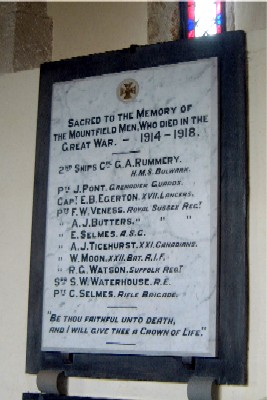 SACRED TO THE MEMORY OF
THE MOUNTFIELD MEN, WHO DIED IN THE
GREAT WAR. - 1914-1918.
2ND SHIPS CK. G.A. RUMMERY.
H.M.S. BULWARK.
PTE J. PONT. GRENADIER GUARDS.
CAPT E.B. EGERTON. XVII. LANCERS.
PTE F.W. VENESS. ROYAL SUSSEX REGT
" A.J. BUTTERS. " " "
" E. SELMES. A.S.C.
" A.J. TICEHURST. XXI. CANADIANS.
" W. MOON. XXII. BAT. A.I.F.
" R.G. WATSON. SUFFOLK REGT
SPR S.W. WATERHOUSE. R.E.
PTE C. SELMES. RIFLE BRIGADE.
"BE THOU FAITHFUL UNTO DEATH,
AND I WILL GIVE THEE A CROWN OF LIFE."